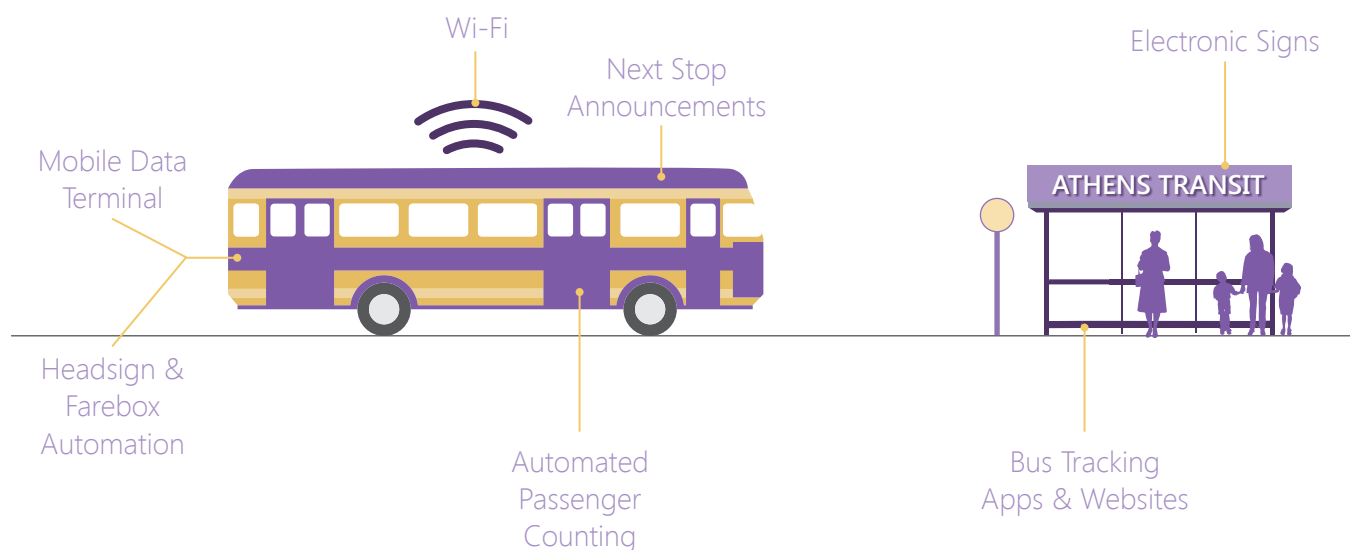 Wi-Fi
Electronic Signs
Next Stop
Announcements
Mobile Data
Terminal
ATHENS TRANSIT
Headsign &
Farebox
Automation
Automated
Passenger
Counting
Bus Tracking
Apps & Websites